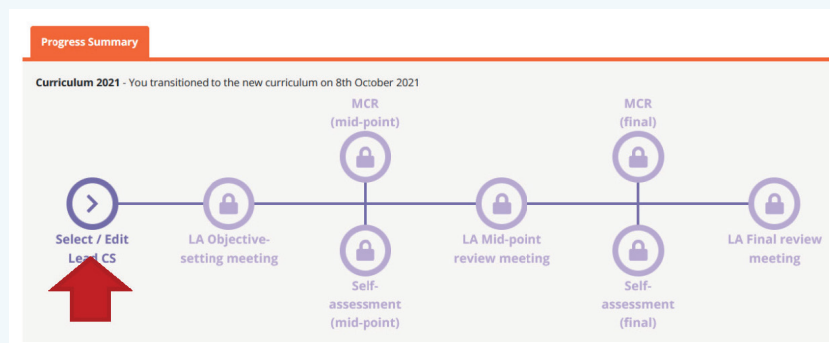 Progress Summary
Curriculum 2021 - You transitioned to the new curriculum on 8th October 2021
MCR
(mid-point)
MCR
(final)
Select / Edit
Lead CS
LA Objective-
setting meeting
LA Mid-point
review meeting
LA Final review
meeting
Self-
assessment
(mid-point)
Self-
assessment
(final)